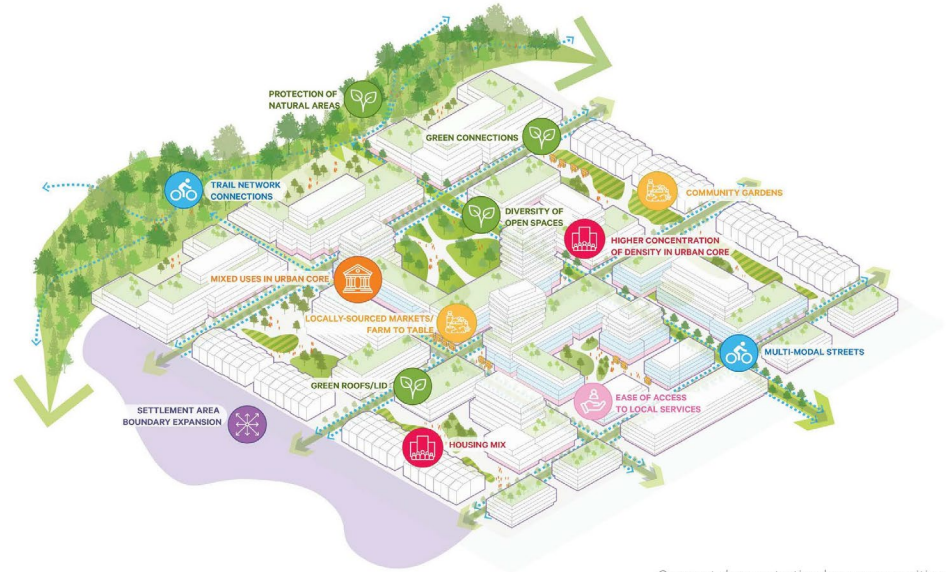 PROTECTION OF
NATURAL AREAS
GREEN CONNECTIONS
TRAIL NETWORK
CONNECTIONS
COMMUNITY GARDENS
DIVERSITY OF
OPEN SPACES
HIGHER CONCENTRATION
OF DENSITY IN URBAN CORE
MIXED USES IN URBAN CORE
LOCALLY-SOURCED MARKETS/
FARM TO TABLE
MULTI-MODAL STREETS
GREEN ROOFS/LID
EASE OF ACCESS
TO LOCAL SERVICES
SETTLEMENT AREA
BOUNDARY EXPANSION
HOUSING MIX